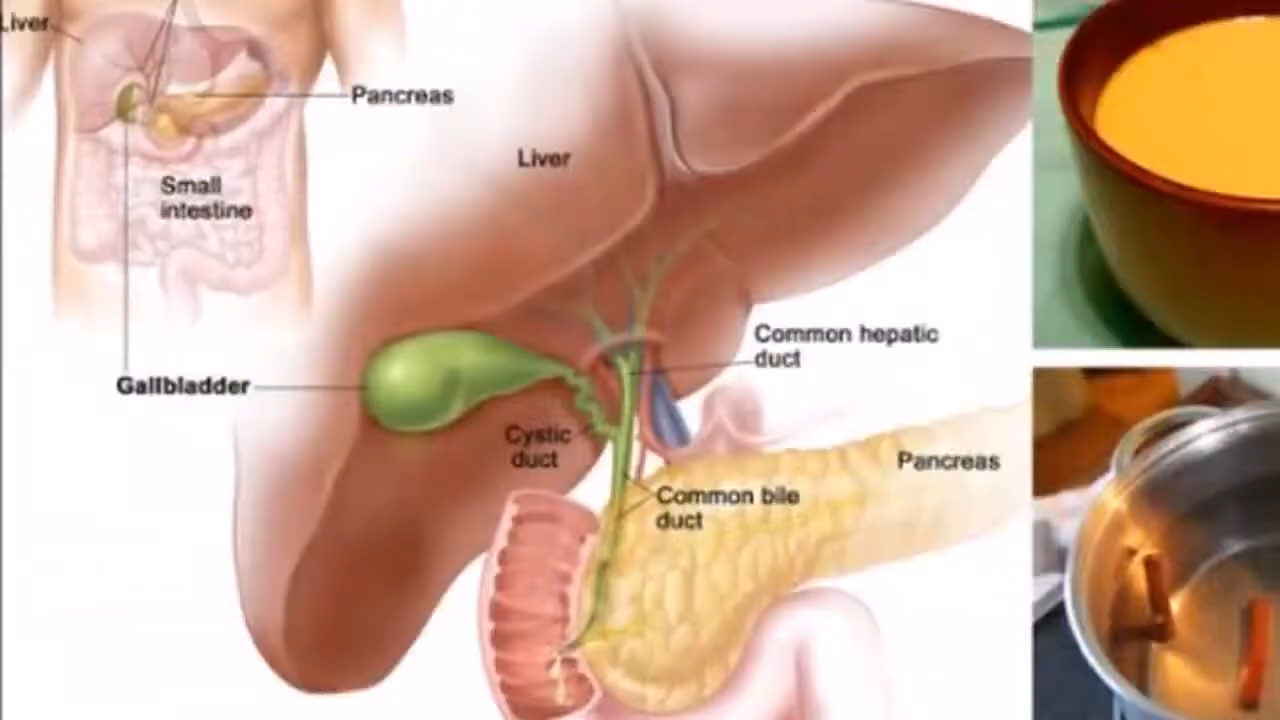 Liver
Pancreas
Small
intestine
Gallbladder
Liver
Common hepatic
duct
Cystic
duct
Pancreas
Common bile
duct